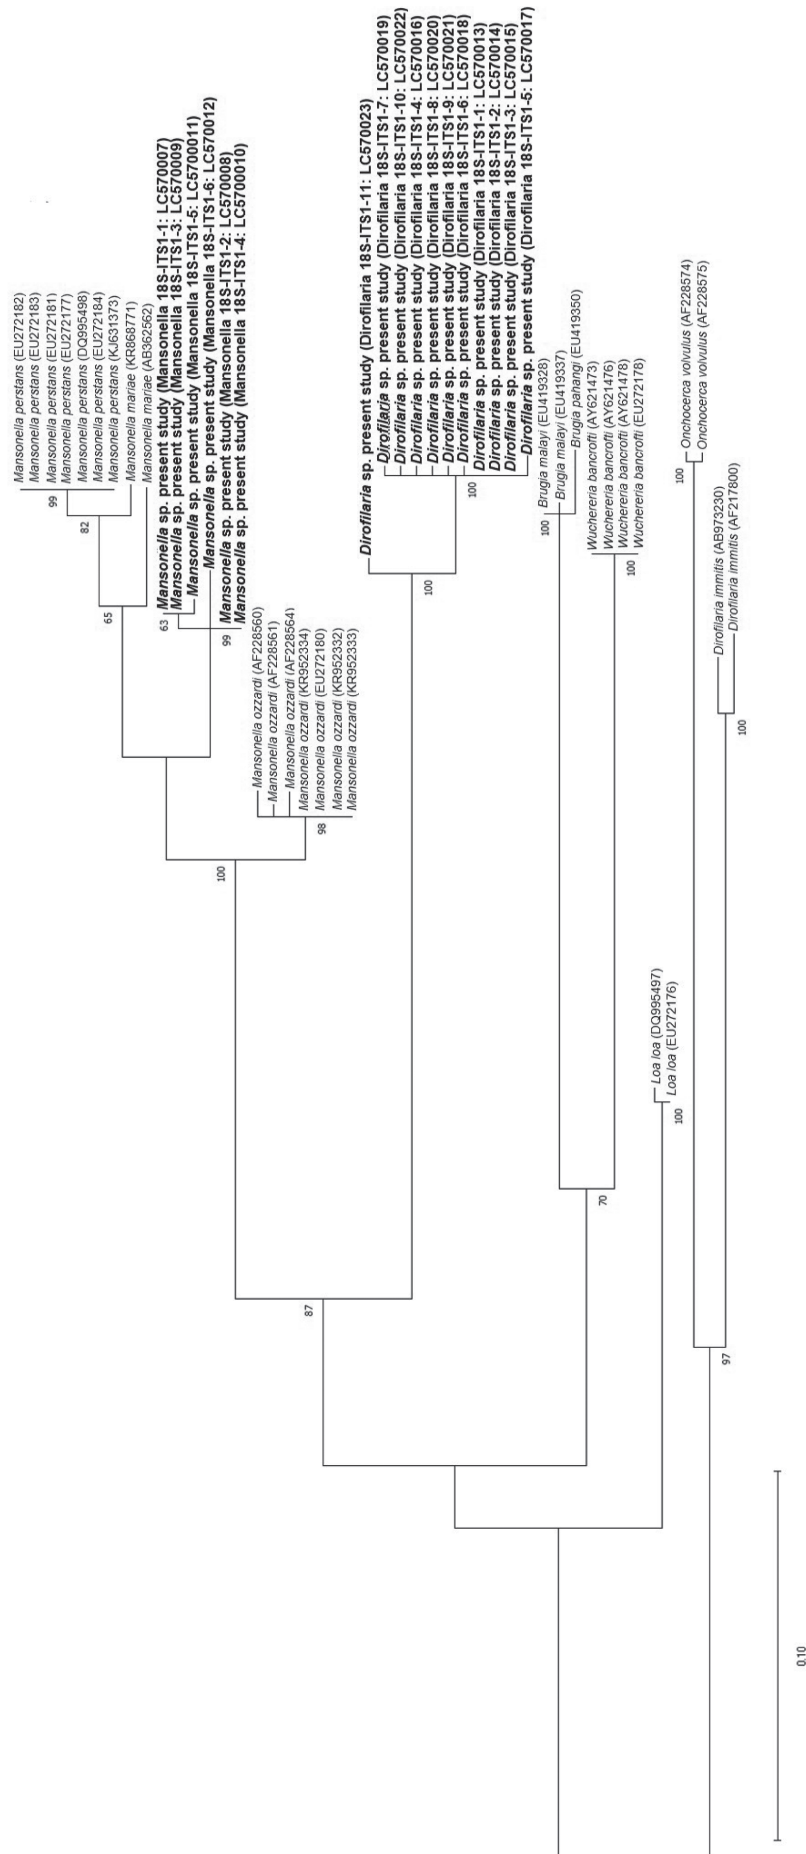 Mansonella perstans (EU272182)
Mansonella perstans (EU272183)
Mansonella perstans (EU272181)
Mansonella perstans (EU272177)
Mansonella perstans (DQ995498)
Mansonella perstans (EU272184)
Mansonella perstans (KJ631373)
Mansonella mariae (KR868771)
Mansonella mariae (AB362562)
Mansonella sp. present study (Mansonella 18S-ITS1-1: LC570007)
Mansonella sp. present study (Mansonella 18S-ITS1-3: LC570009)
Mansonella sp. present study (Mansonella 18S-ITS1-5: LC5700011)
Mansonella sp. present study (Mansonella 18S-ITS1-6: LC570012)
Mansonella sp. present study (Mansonella 18S-ITS1-2: LC570008)
Mansonella sp. present study (Mansonella 18S-ITS1-4: LC5700010)
Mansonella ozzardi (AF228560)
Mansonella ozzardi (AF228561)
Mansonella ozzardi (AF228564)
Mansonella ozzardi (KR952334)
Mansonella ozzardi (EU272180)
Mansonella ozzardi (KR952332)
Mansonella ozzardi (KR952333)
Dirofilaria sp. present study (Dirofilaria 18S-ITS1-11: LC570023)
Dirofilaria sp. present study (Dirofilaria 18S-ITS1-7: LC570019)
Dirofilaria sp. present study (Dirofilaria 18S-ITS1-10: LC570022)
Dirofilaria sp. present study (Dirofilaria 18S-ITS1-4: LC570016)
Dirofilaria sp. present study (Dirofilaria 18S-ITS1-8: LC570020)
Dirofilaria sp. present study (Dirofilaria 18S-ITS1-9: LC570021)
Dirofilaria sp. present study (Dirofilaria 18S-ITS1-6: LC570018)
Dirofilaria sp. present study (Dirofilaria 18S-ITS1-1: LC570013)
Dirofilaria sp. present study (Dirofilaria 18S-ITS1-2: LC570014)
Dirofilaria sp. present study (Dirofilaria 18S-ITS1-3: LC570015)
Dirofilaria sp. present study (Dirofilaria 18S-ITS1-5: LC570017)
Brugia malayi (EU419328)
Brugia malayi (EU419337)
Brugia pahangi (EU419350)
Wuchereria bancrofti (AY621473)
Wuchereria bancrofti (AY621476)
Wuchereria bancrofti (AY621478)
Wuchereria bancrofti (EU272178)
Loa loa (DQ995497)
Loa loa (EU272176)
Onchocerca volvulus (AF228574)
Onchocerca volvulus (AF228575)
Dirofilaria immitis (AB973230)
Dirofilaria immitis (AF217800)
99
82
65
63
99
98
100
100
100
87
100
100
70
100
100
100
97
0.10